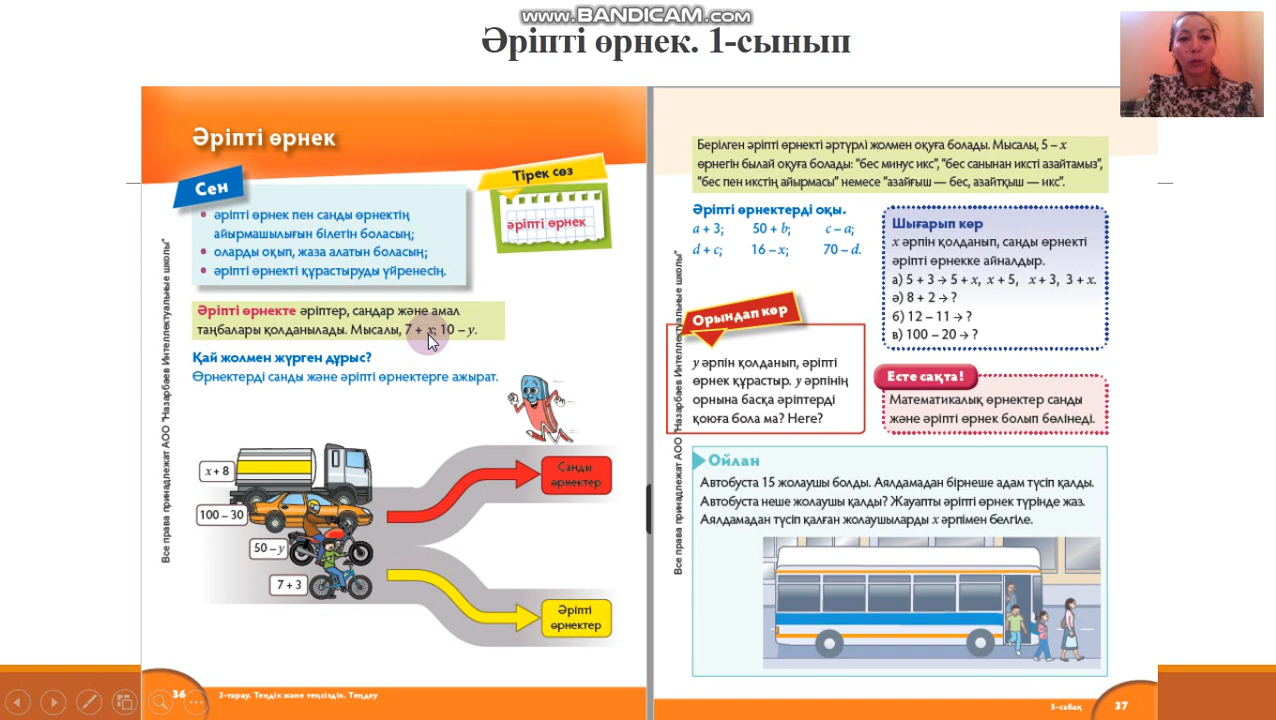 www.BANDICAM.com
Әріпті өрнек. 1-сынып
Әріпті өрнек
Сен
• әріпті өрнек пен санды өрнектің
айырмашылығын білетін боласың;
• оларды оқып, жаза алатын боласың;
• әріпті өрнекті құрастыруды үйренесің.
Тірек сөз
әріпті өрнек
Әріпті өрнекте әріптер, сандар және амал
таңбалары қолданылады. Мысалы, 7 + x; 10 – y.
Қай жолмен жүрген дұрыс?
Өрнектерді санды және әріпті өрнектерге ажырат.
x + 8
100 – 30
50 – y
7 + 3
Санды
өрнектер
Әріпті
өрнектер
Все права принадлежат АОО "Назарбаев Интеллектуальные школы"
36
3-тарау. Теңдік және теңсіздік. Теңдеу
Берілген әріпті өрнекті әртүрлі жолмен оқуға болады. Мысалы, 5 – x
өрнегін былай оқуға болады: "бес минус икс", "бес санынан иксті азайтамыз",
"бес пен икстің айырмасы" немесе "азайғыш — бес, азайтқыш — икс".
Әріпті өрнектерді оқы.
a + 3; 50 + b; c – a;
d + c; 16 – x; 70 – d.
Шығарып көр
x әрпін қолданып, санды өрнекті
әріпті өрнекке айналдыр.
а) 5 + 3 → 5 + x, x + 5, x + 3, 3 + x.
ә) 8 + 2 → ?
б) 12 – 11 → ?
в) 100 – 20 → ?
Орындап көр
y әрпін қолданып, әріпті
өрнек құрастыр. y әрпінің
орнына басқа әріптерді
қоюға бола ма? Неге?
Есте сақта!
Математикалық өрнектер санды
және әріпті өрнек болып бөлінеді.
Ойлан
Автобуста 15 жолаушы болды. Аялдамадан бірнеше адам түсіп қалды.
Автобуста неше жолаушы қалды? Жауапты әріпті өрнек түрінде жаз.
Аялдамадан түсіп қалған жолаушыларды x әрпімен белгіле.
Все права принадлежат АОО "Назарбаев Интеллектуальные школы"
5-сабақ
37